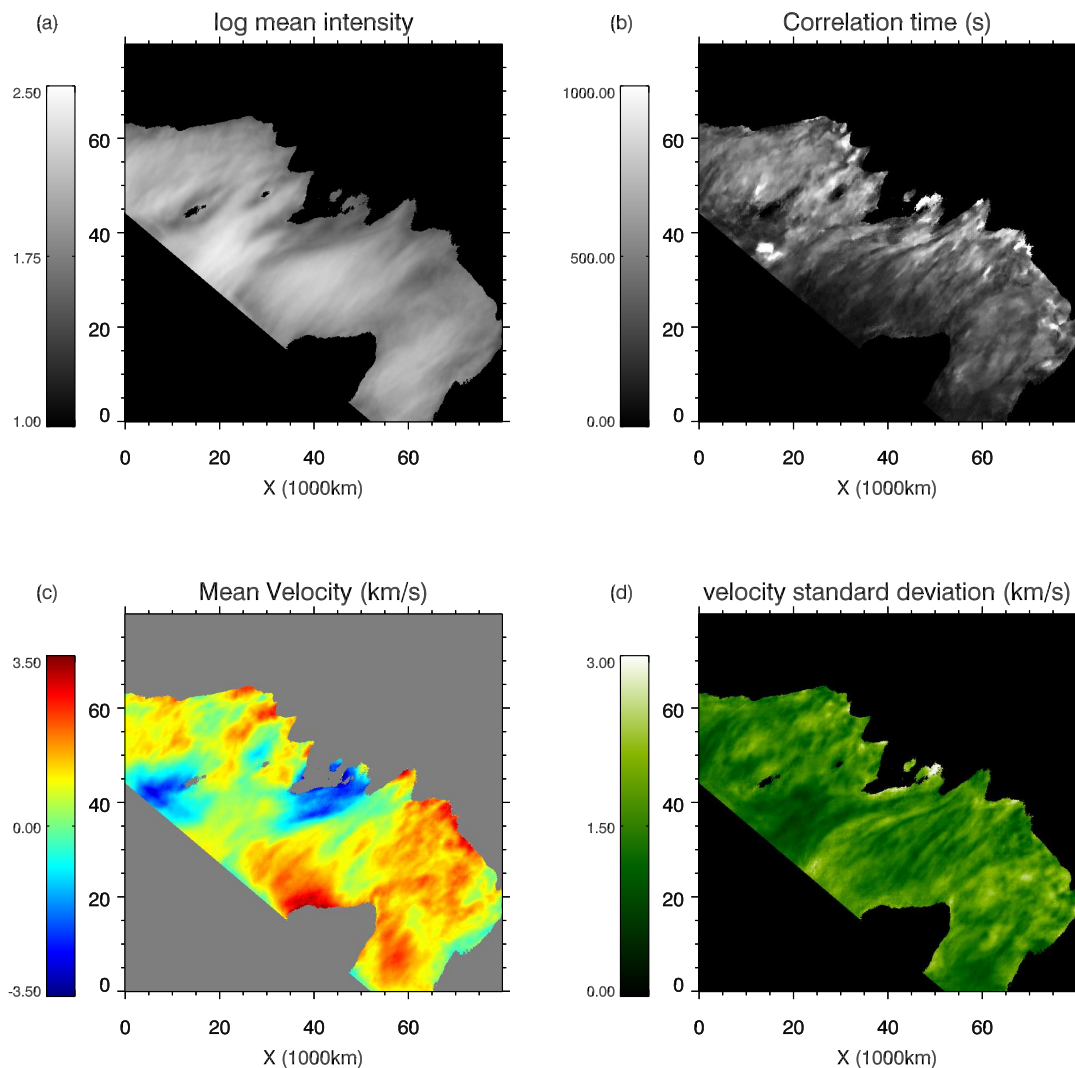 (a) log mean intensity
2.50
1.75
1.00
60
40
20
0
0 20 40 60
X (1000km)
(b) Correlation time (s)
1000.00
500.00
0.00
60
40
20
0
0 20 40 60
X (1000km)
(c) Mean Velocity (km/s)
3.50
0.00
-3.50
60
40
20
0
0 20 40 60
X (1000km)
(d) velocity standard deviation (km/s)
3.00
1.50
0.00
60
40
20
0
0 20 40 60
X (1000km)